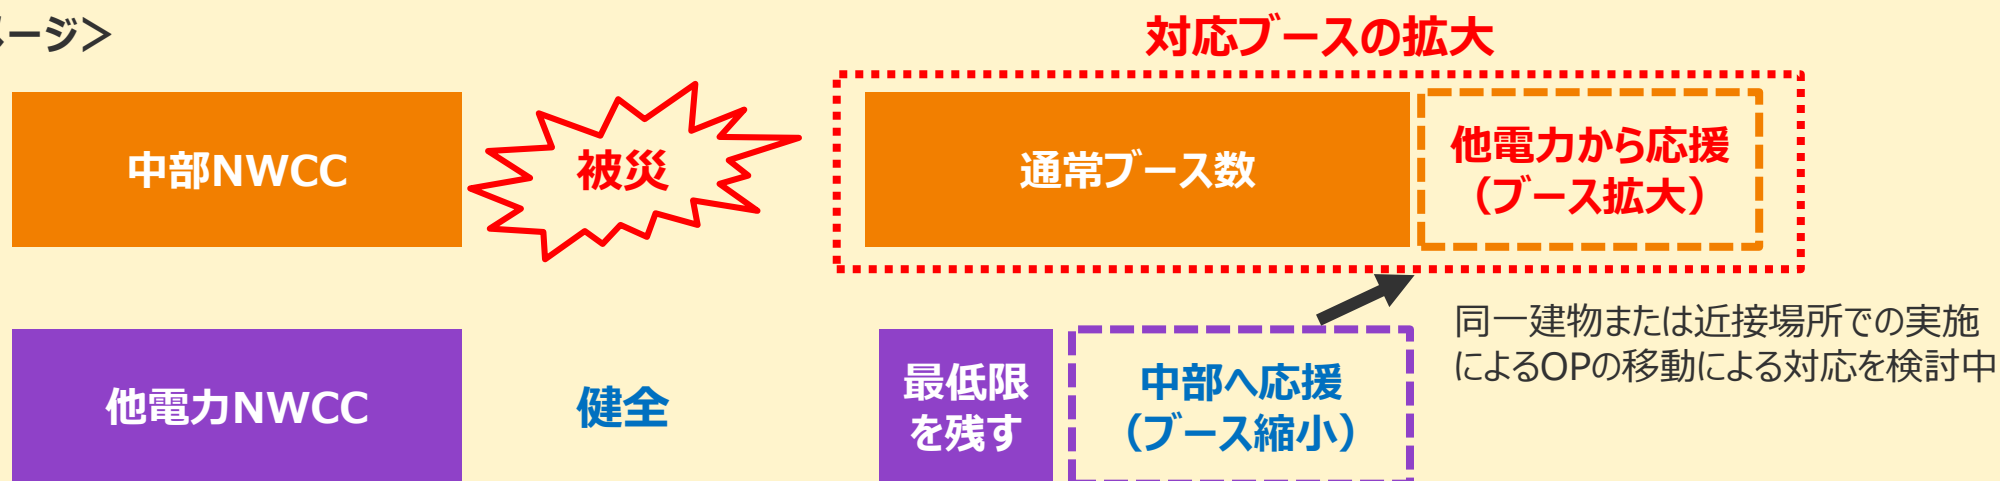 ージ＞
対応ブースの拡大
中部NWCC
被災
通常ブース数
他電力から応援
（ブース拡大）
同一建物または近接場所での実施
によるOPの移動による対応を検討中
他電力NWCC
健全
最低限
を残す
中部へ応援
（ブース縮小）